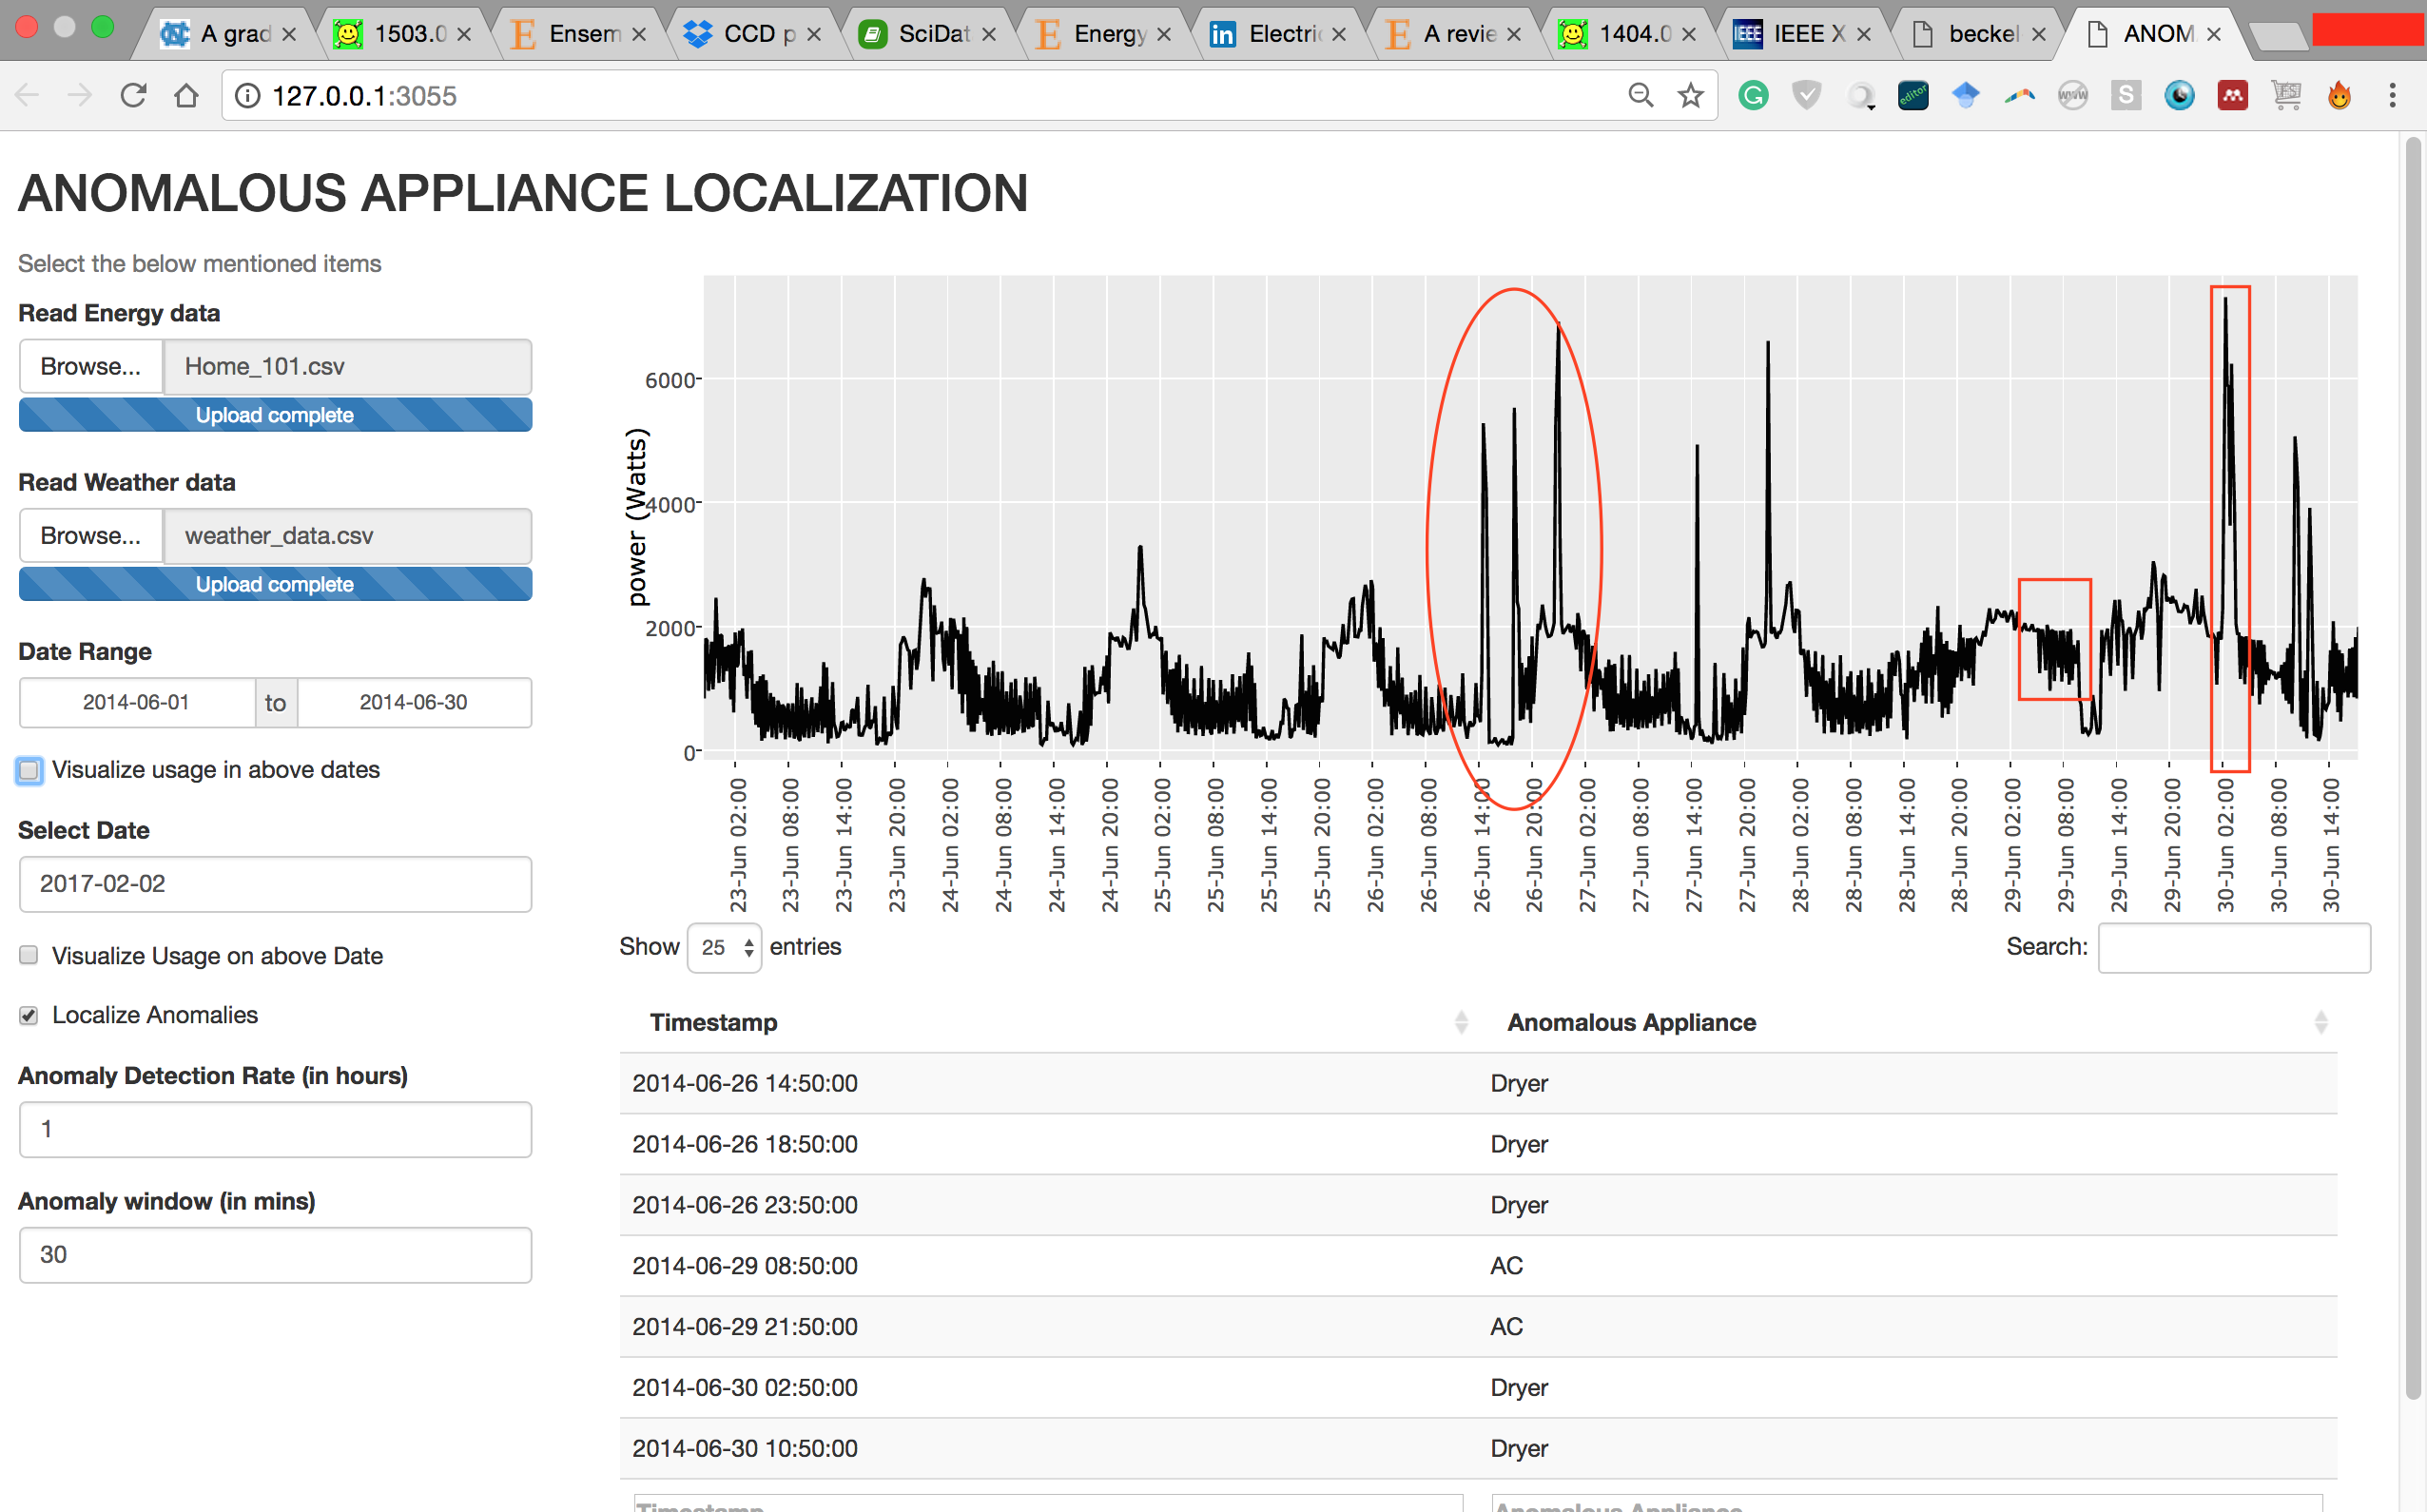 A grad
1503.0
Ensem
CCD p
SciDat
Energy
Electric
A revie
1404.0
IEEE X
beckel
ANOM
127.0.0.1:3055
ANOMALOUS APPLIANCE LOCALIZATION
Select the below mentioned items
Read Energy data
Browse... Home_101.csv
Upload complete
Read Weather data
Browse... weather_data.csv
Upload complete
Date Range
2014-06-01 to 2014-06-30
Visualize usage in above dates
Select Date
2017-02-02
Visualize Usage on above Date
Localize Anomalies
Anomaly Detection Rate (in hours)
1
Anomaly window (in mins)
30
power (Watts)
6000
4000
2000
0
23-Jun 02:00
23-Jun 08:00
23-Jun 14:00
23-Jun 20:00
24-Jun 02:00
24-Jun 08:00
24-Jun 14:00
24-Jun 20:00
25-Jun 02:00
25-Jun 08:00
25-Jun 14:00
25-Jun 20:00
26-Jun 02:00
26-Jun 08:00
26-Jun 14:00
26-Jun 20:00
27-Jun 02:00
27-Jun 08:00
27-Jun 14:00
27-Jun 20:00
28-Jun 02:00
28-Jun 08:00
28-Jun 14:00
28-Jun 20:00
29-Jun 02:00
29-Jun 08:00
29-Jun 14:00
29-Jun 20:00
30-Jun 02:00
30-Jun 08:00
30-Jun 14:00
Show 25 entries
Search:
Timestamp Anomalous Appliance
2014-06-26 14:50:00 Dryer
2014-06-26 18:50:00 Dryer
2014-06-26 23:50:00 Dryer
2014-06-29 08:50:00 AC
2014-06-29 21:50:00 AC
2014-06-30 02:50:00 Dryer
2014-06-30 10:50:00 Dryer
Timestamp Anomalous Appliance